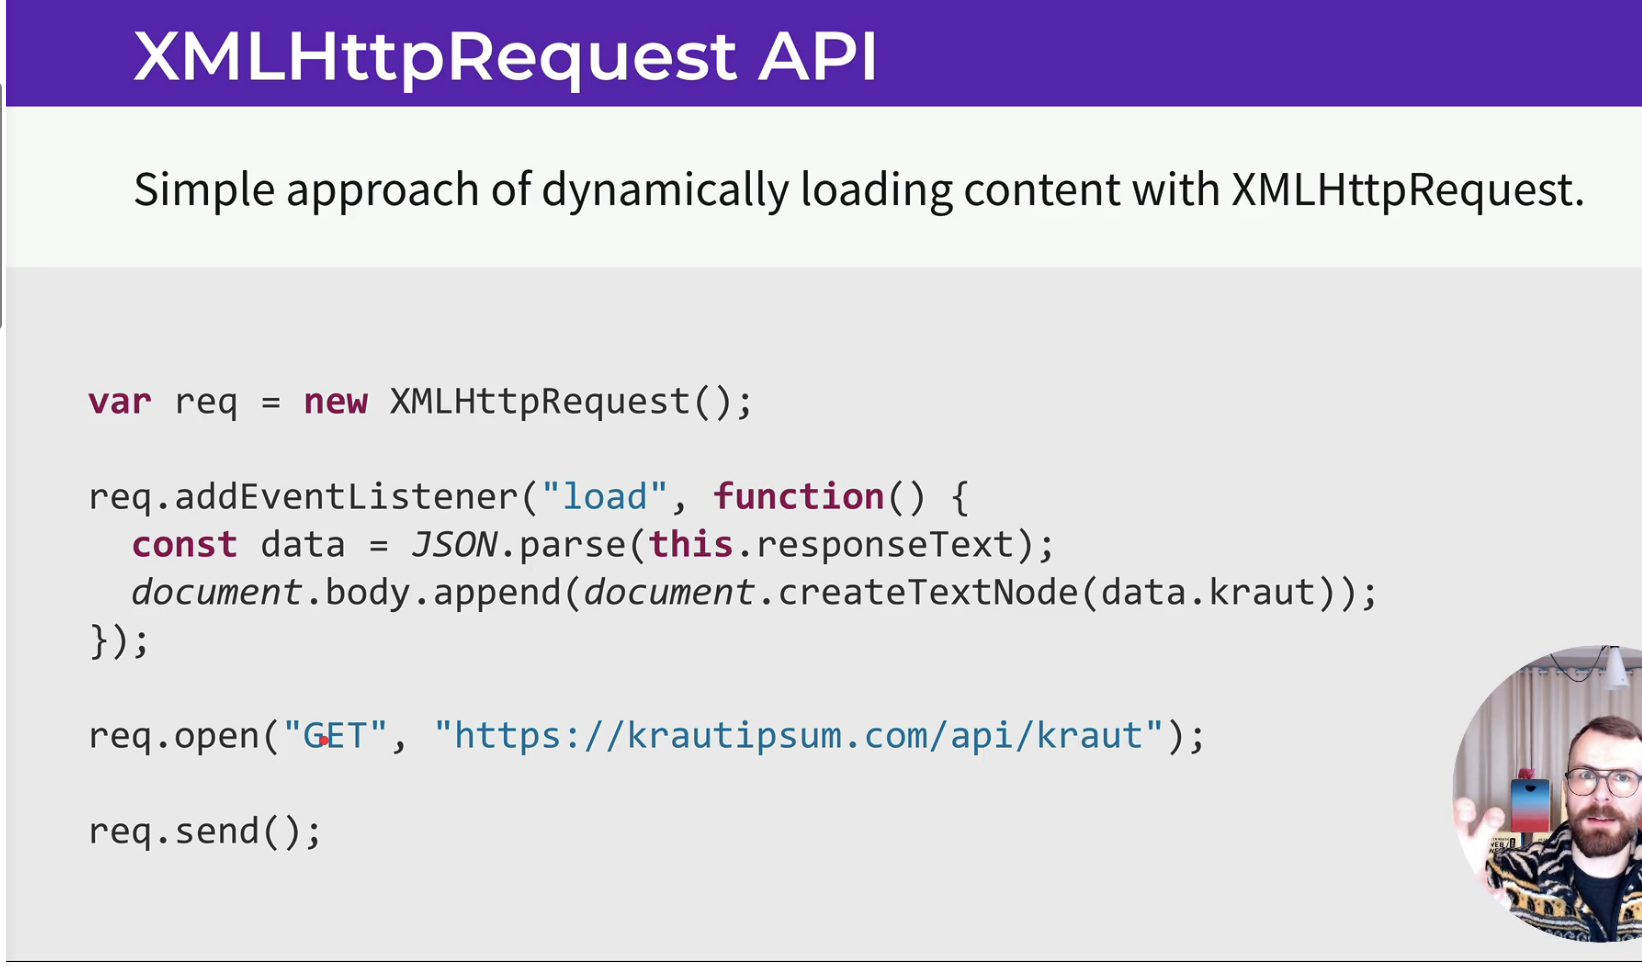 XMLHttpRequest API
Simple approach of dynamically loading content with XMLHttpRequest.
var req = new XMLHttpRequest();
req.addEventListener("load", function() {
const data = JSON.parse(this.responseText);
document.body.append(document.createTextNode(data.kraut));
});
req.open("GET", "https://krautipsum.com/api/kraut");
req.send();